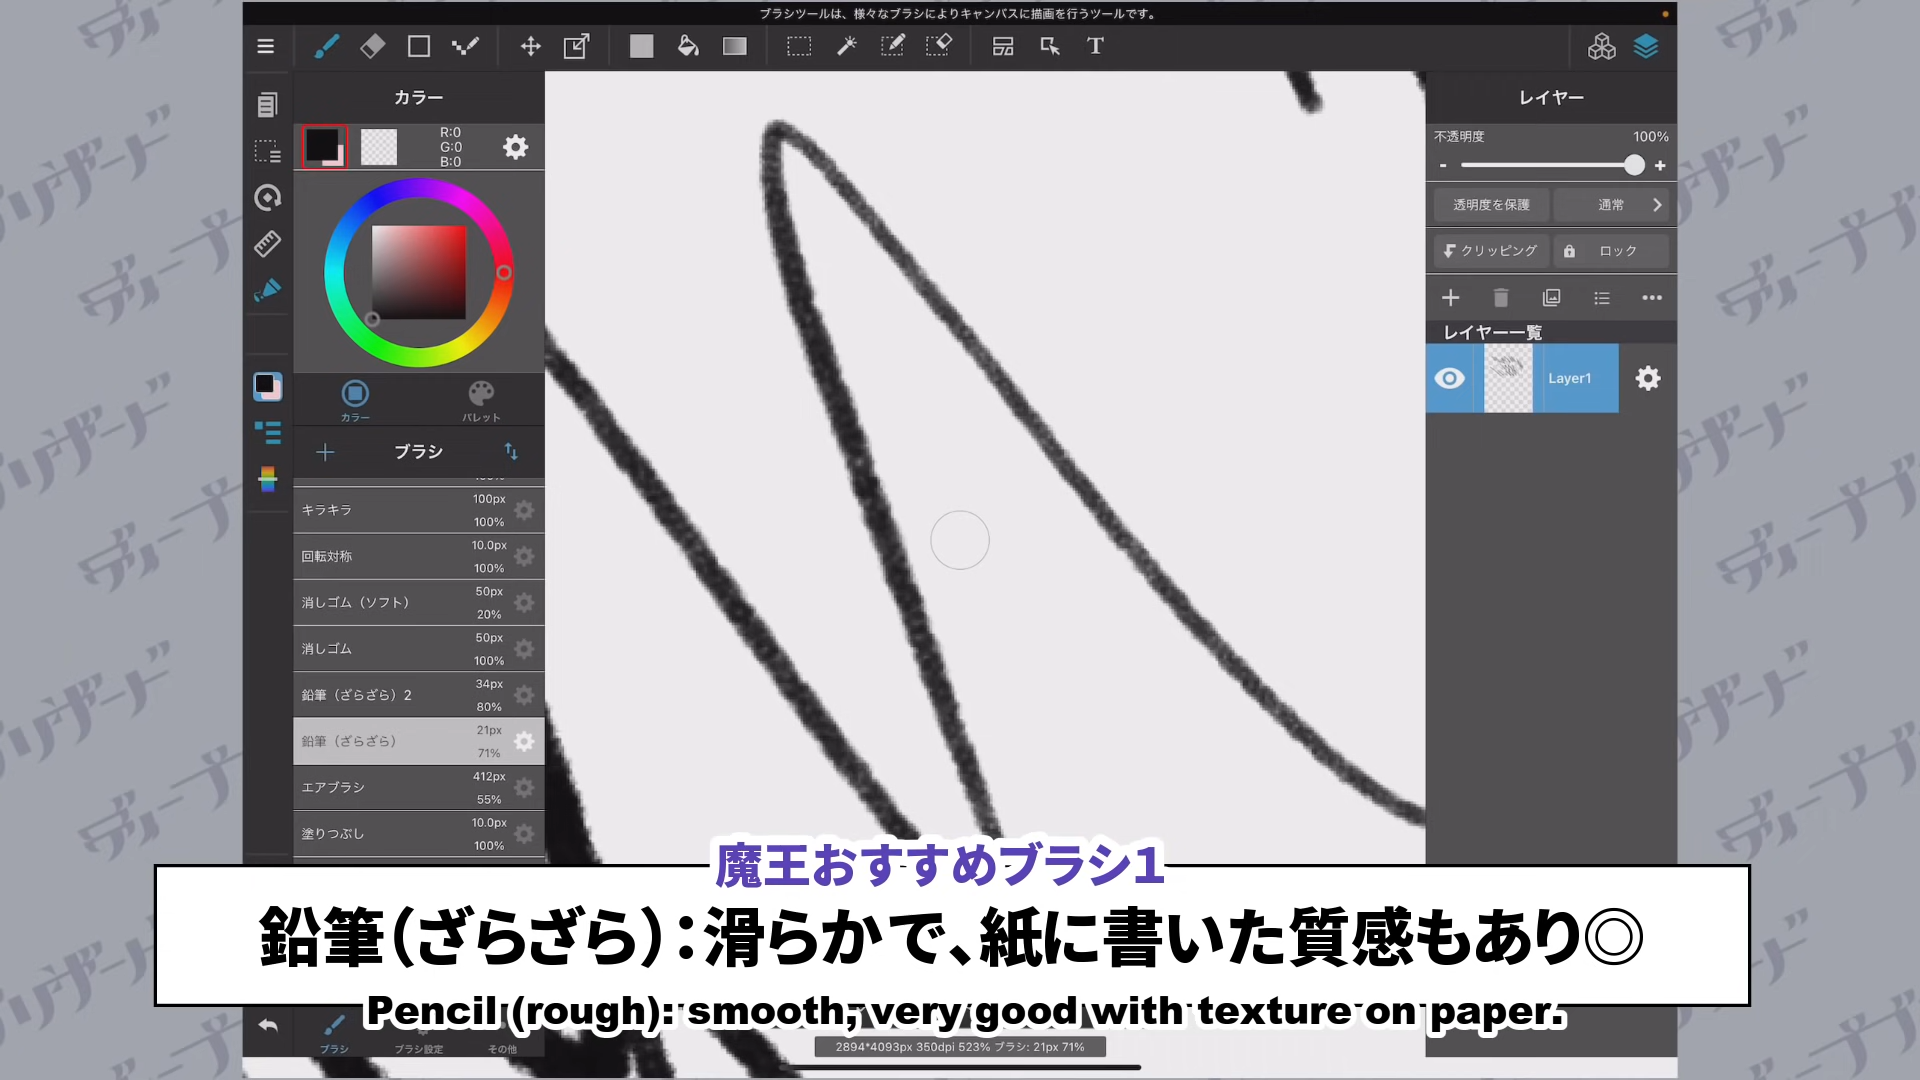 ブラシツールは、様々なブラシによりキャンバスに描画を行うツールです。
T
カラー
R:0
G:0
B:0
カラー
パレット
ブラシ
100px
キラキラ
100%
10.0px
回転対称
100%
50px
消しゴム（ソフト）
20%
50px
消しゴム
100%
34px
鉛筆（ざらざら）2
80%
21px
鉛筆（ざらざら）
71%
412px
エアブラシ
55%
10.0px
塗りつぶし
100%
レイヤー
不透明度
100%
- +
透明度を保護
通常
クリッピング
ロック
レイヤー一覧
Layer1
魔王おすすめブラシ1
鉛筆（ざらざら）：滑らかで、紙に書いた質感もあり◎
Pencil (rough): smooth, very good with texture on paper.
ブラシ
ブラシ設定
その他
2894*4093px 350dpi 523% ブラシ: 21px 71%